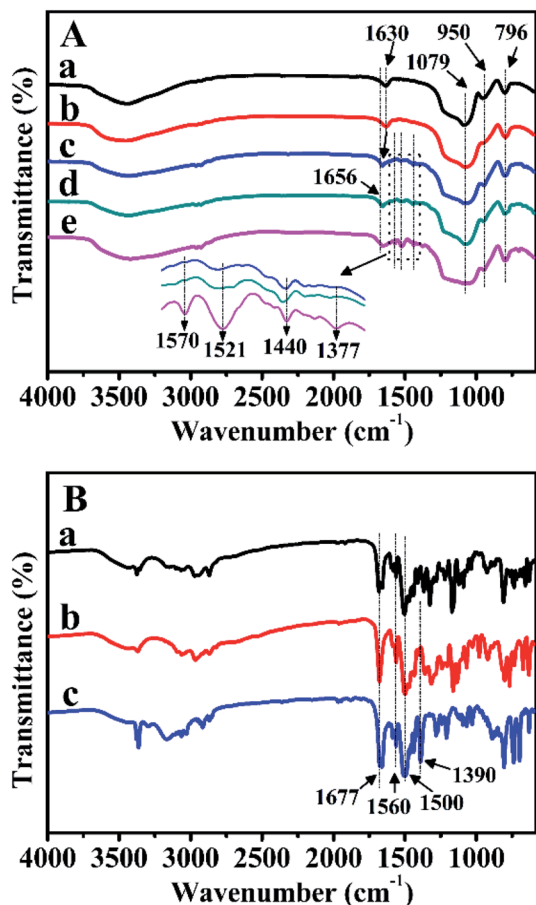 A
1630
950
796
1079
a
b
c
d
e
1656
1570
1521
1440
1377
Transmittance (%)
4000 3500 3000 2500 2000 1500 1000
Wavenumber (cm⁻¹)
B
a
b
c
1677
1560
1500
1390
Transmittance (%)
4000 3500 3000 2500 2000 1500 1000
Wavenumber (cm⁻¹)